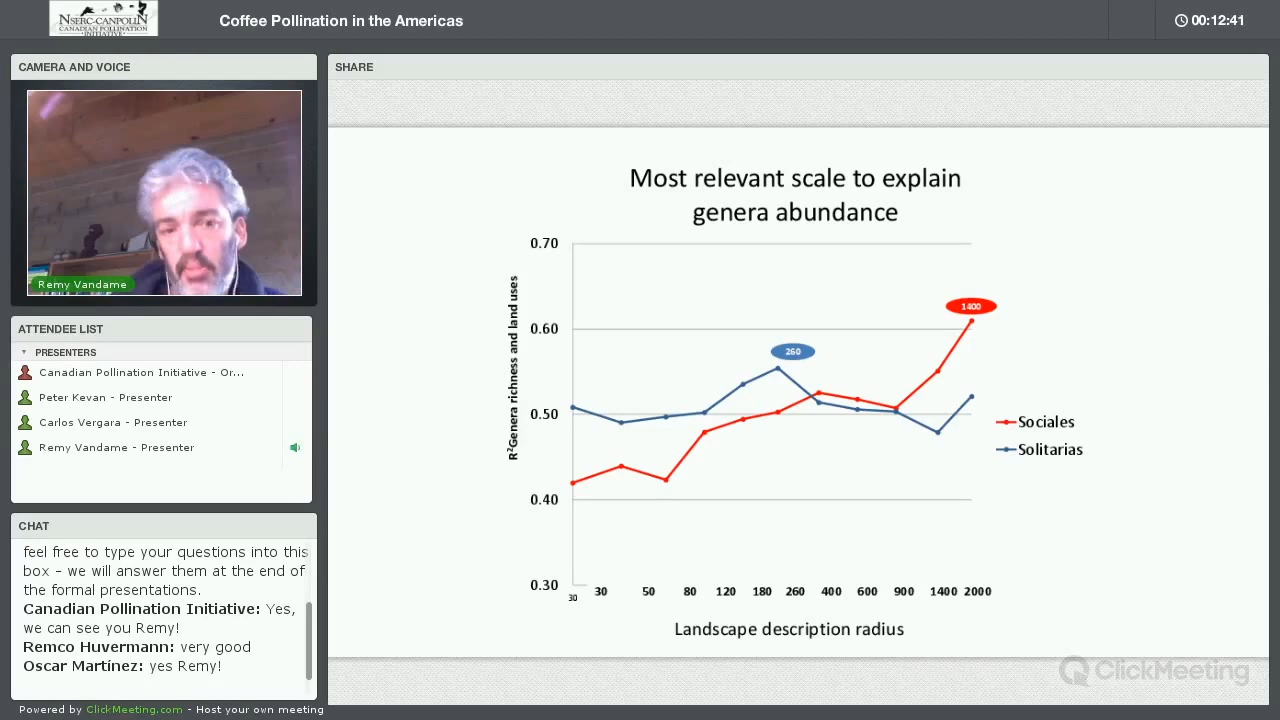 NSERC-CANPOLIN
CANADIAN POLLINATION
INITIATIVE
Coffee Pollination in the Americas
00:12:41
CAMERA AND VOICE
Remy Vandame
ATTENDEE LIST
PRESENTERS
Canadian Pollination Initiative - Or...
Peter Kevan - Presenter
Carlos Vergara - Presenter
Remy Vandame - Presenter
CHAT
feel free to type your questions into this
box - we will answer them at the end of
the formal presentations.
Canadian Pollination Initiative: Yes,
we can see you Remy!
Remco Huvermann: very good
Oscar Martínez: yes Remy!
Powered by ClickMeeting.com - Host your own meeting
SHARE
Most relevant scale to explain
genera abundance
R²Genera richness and land uses
0.70
0.60
0.50
0.40
0.30
1400
260
Sociales
Solitarias
30
30 50 80 120 180 260 400 600 900 1400 2000
Landscape description radius
ClickMeeting